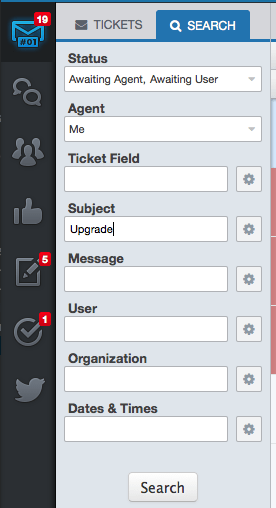 19
#01
TICKETS
SEARCH
Status
Awaiting Agent, Awaiting User
Agent
Me
Ticket Field
Subject
Upgrade
Message
5
User
1
Organization
Dates & Times
Search